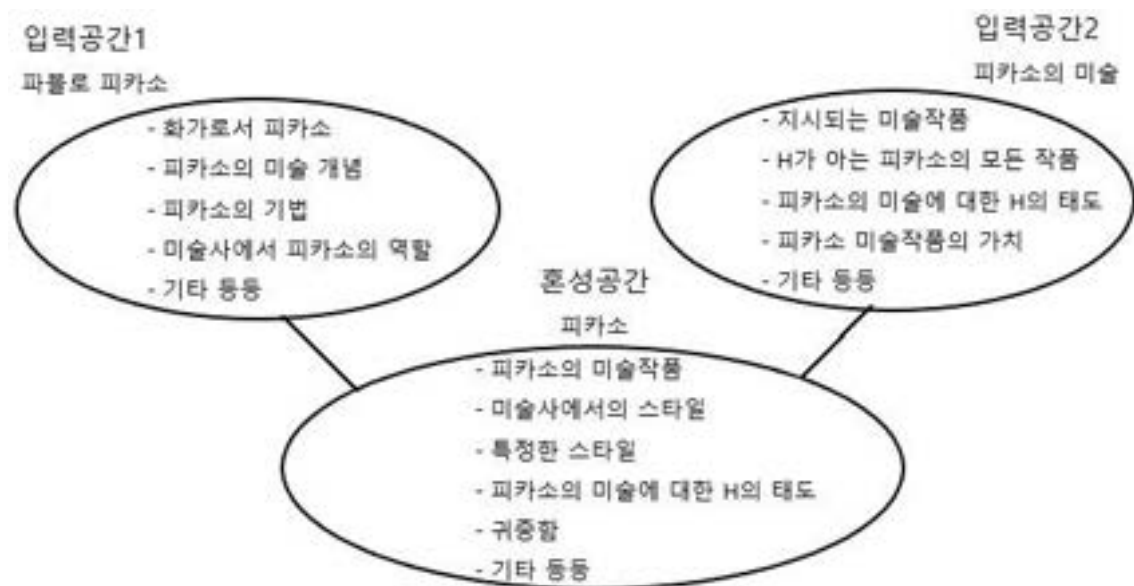 입력공간1
파블로 피카소
- 화가로서 피카소
- 피카소의 미술 개념
- 피카소의 기법
- 미술사에서 피카소의 역할
- 기타 등등
입력공간2
피카소의 미술
- 지시되는 미술작품
- H가 아는 피카소의 모든 작품
- 피카소의 미술에 대한 H의 태도
- 피카소 미술작품의 가치
- 기타 등등
혼성공간
피카소
- 피카소의 미술작품
- 미술사에서의 스타일
- 특정한 스타일
- 피카소의 미술에 대한 H의 태도
- 귀중함
- 기타 등등